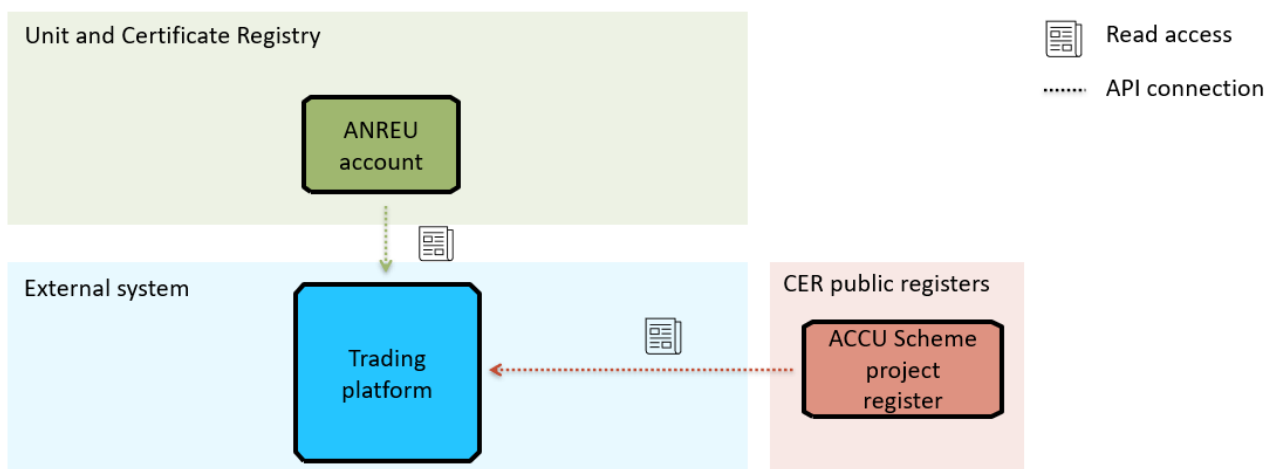 Unit and Certificate Registry
Read access
API connection
ANREU
account
External system
CER public registers
Trading
platform
ACCU Scheme
project
register